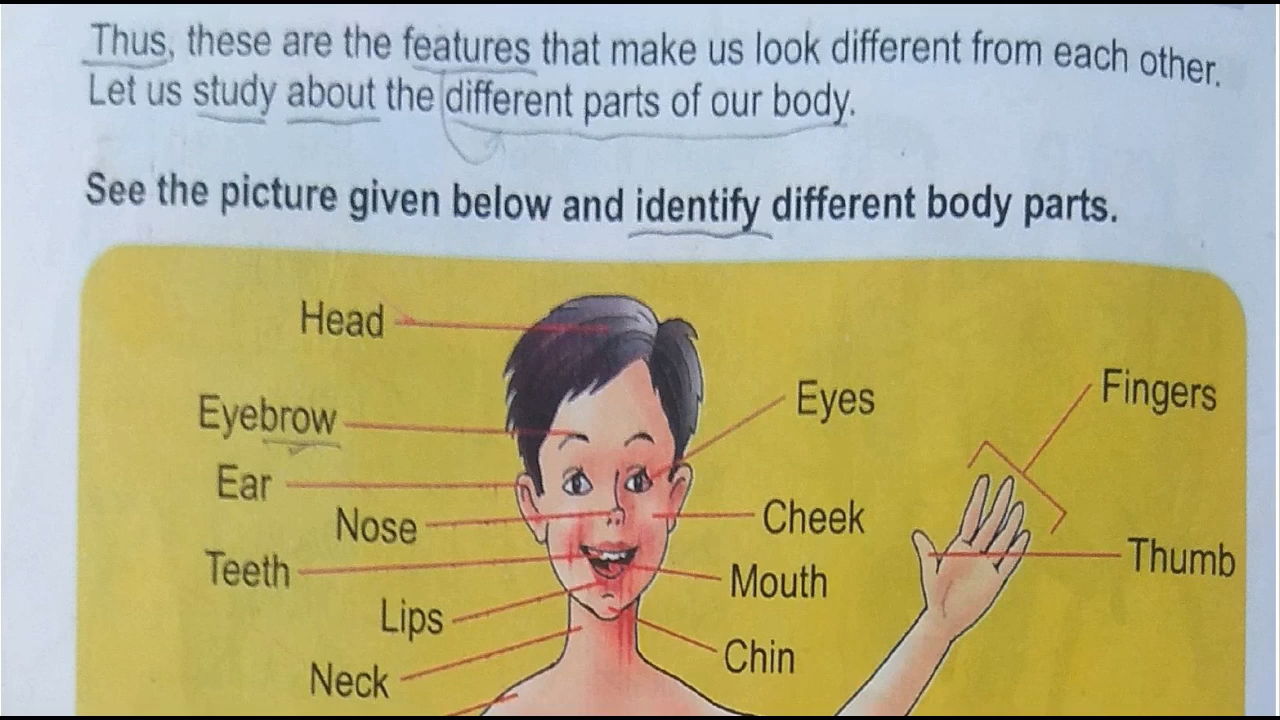 Thus, these are the features that make us look different from each other.
Let us study about the different parts of our body.
See the picture given below and identify different body parts.
Head
Eyebrow
Eyes
Fingers
Ear
Nose
Cheek
Teeth
Mouth
Thumb
Lips
Chin
Neck